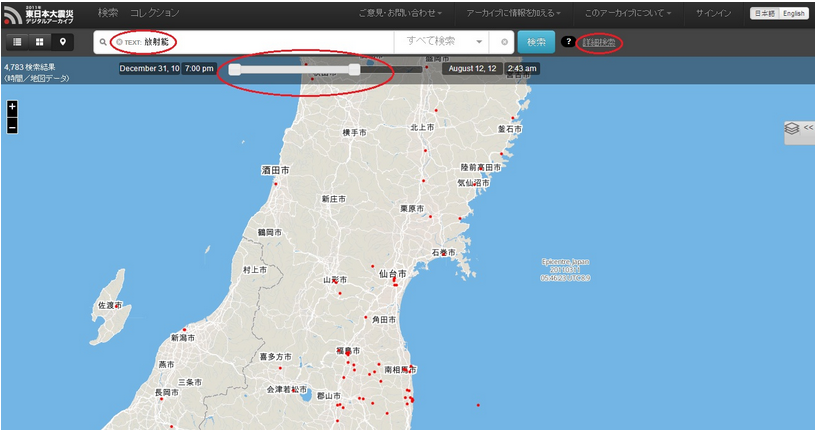 2011年
東日本大震災
デジタルアーカイブ
検索 コレクション
ご意見・お問い合わせ
アーカイブに情報を加える
このアーカイブについて
サインイン
日本語 English
TEXT: 放射能
すべて検索
検索
?
詳細検索
4,783 検索結果
(時間／地図データ)
December 31, 10 7:00 pm
August 12, 12 2:43 am
+
−
<<
横手市
北上市
釜石市
陸前高田市
気仙沼市
酒田市
新庄市
栗原市
鶴岡市
石巻市
村上市
山形市
仙台市
Epicentre, Japan
佐渡市
角田市
新潟市
喜多方市
福島市
燕市
南相馬市
三条市
会津若松市
長岡市
郡山市